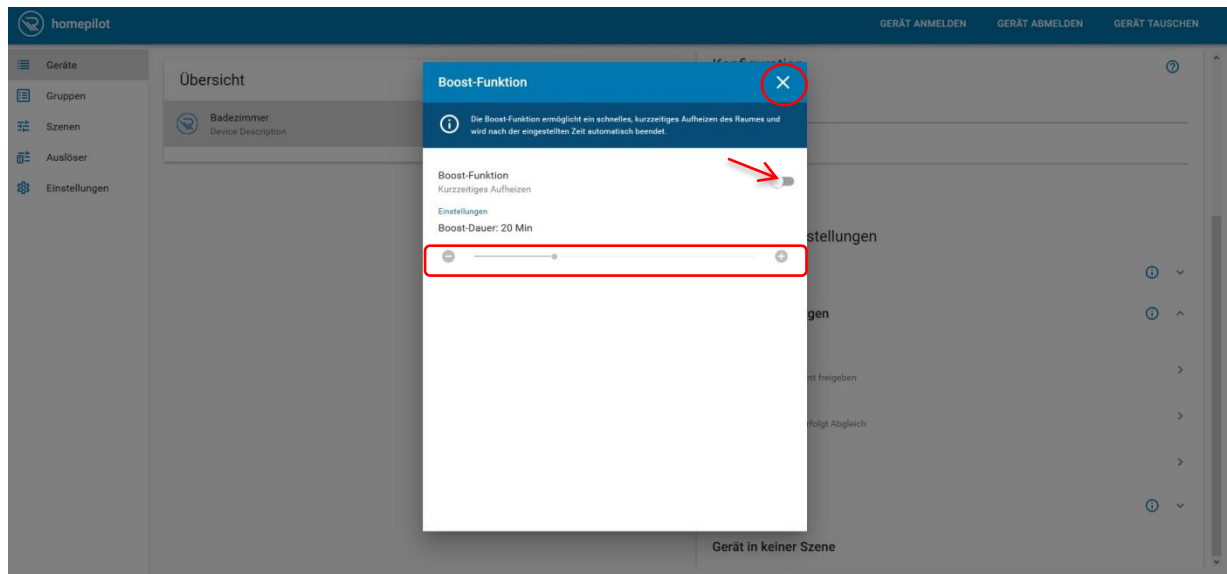 homepilot
GERÄT ANMELDEN
GERÄT ABMELDEN
GERÄT TAUSCHEN
Geräte
Gruppen
Szenen
Auslöser
Einstellungen
Übersicht
Badezimmer
Device Description
Boost-Funktion
Die Boost-Funktion ermöglicht ein schnelles, kurzzeitiges Aufheizen des Raumes und
wird nach der eingestellten Zeit automatisch beendet.
Boost-Funktion
Kurzzeitiges Aufheizen
Einstellungen
Boost-Dauer: 20 Min
stellungen
gen
nt freigeben
rfolgt Abgleich
Gerät in keiner Szene